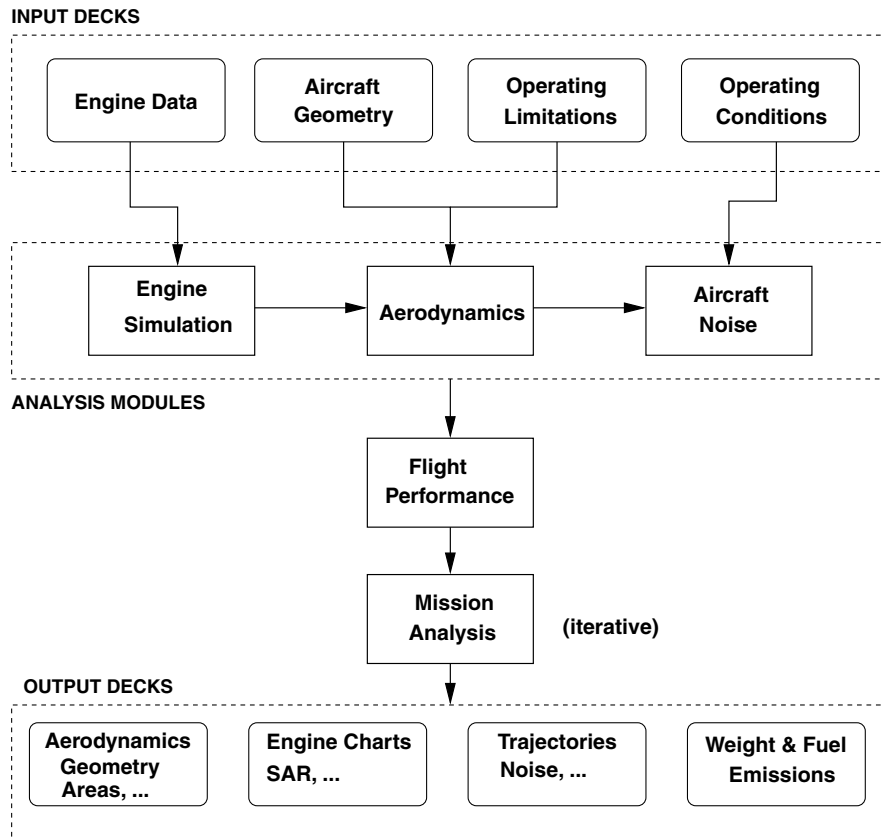 INPUT DECKS
Engine Data
Aircraft
Geometry
Operating
Limitations
Operating
Conditions
Engine
Simulation
Aerodynamics
Aircraft
Noise
ANALYSIS MODULES
Flight
Performance
Mission
Analysis
(iterative)
OUTPUT DECKS
Aerodynamics
Geometry
Areas, ...
Engine Charts
SAR, ...
Trajectories
Noise, ...
Weight & Fuel
Emissions